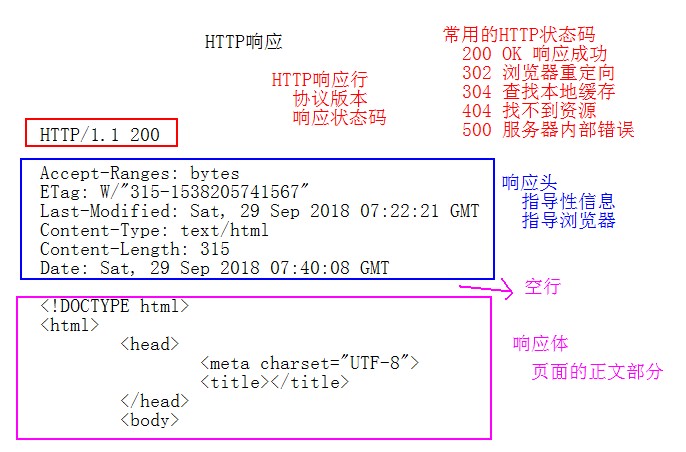 HTTP响应
常用的HTTP状态码
200 OK 响应成功
302 浏览器重定向
304 查找本地缓存
404 找不到资源
500 服务器内部错误
HTTP响应行
协议版本
响应状态码
HTTP/1.1 200
Accept-Ranges: bytes
ETag: W/"315-1538205741567"
Last-Modified: Sat, 29 Sep 2018 07:22:21 GMT
Content-Type: text/html
Content-Length: 315
Date: Sat, 29 Sep 2018 07:40:08 GMT
响应头
指导性信息
指导浏览器
空行
<!DOCTYPE html>
<html>
<head>
<meta charset="UTF-8">
<title></title>
</head>
<body>
响应体
页面的正文部分